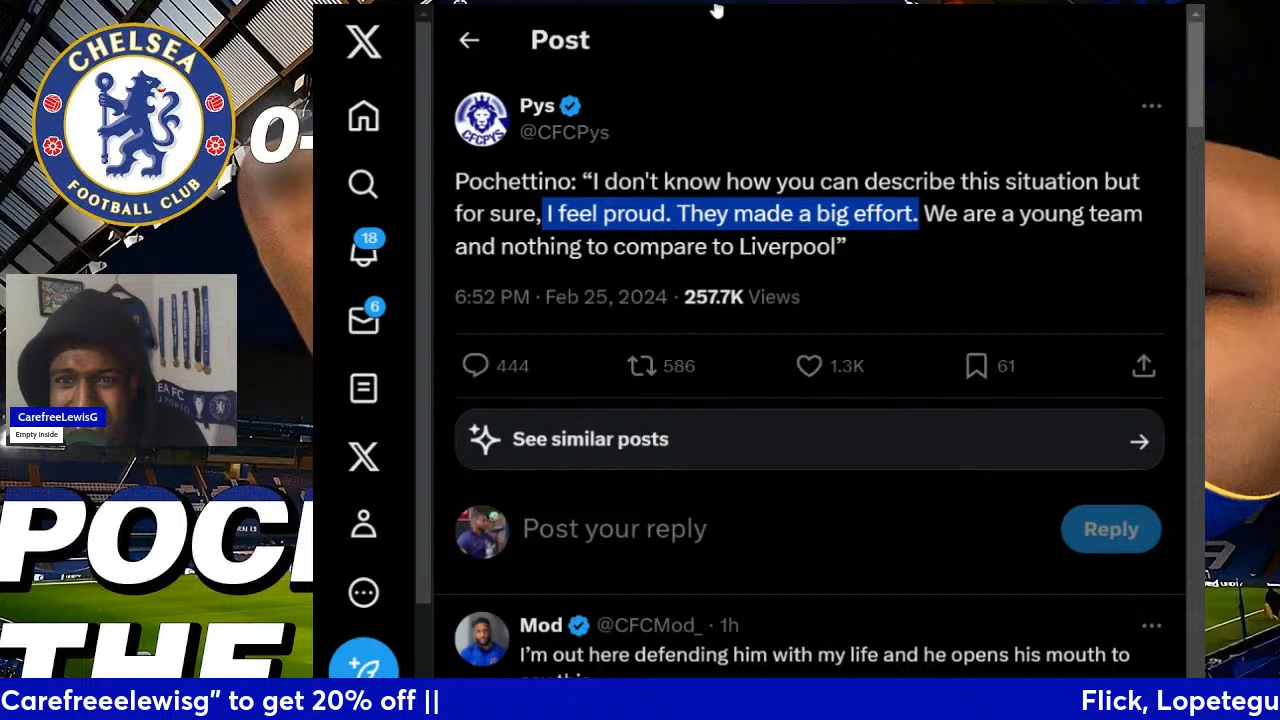 CHELSEA
FOOTBALL CLUB
0-
Post
CFCPYS
Pys
@CFCPys
Pochettino: “I don't know how you can describe this situation but
for sure, I feel proud. They made a big effort. We are a young team
and nothing to compare to Liverpool”
6:52 PM · Feb 25, 2024 · 257.7K Views
18
6
444
586
1.3K
61
See similar posts
Post your reply
Reply
Mod @CFCMod_ · 1h
I’m out here defending him with my life and he opens his mouth to
CarefreeLewisG
Empty Inside
POCH
THE
Carefreeelewisg” to get 20% off ||
Flick, Lopetegu